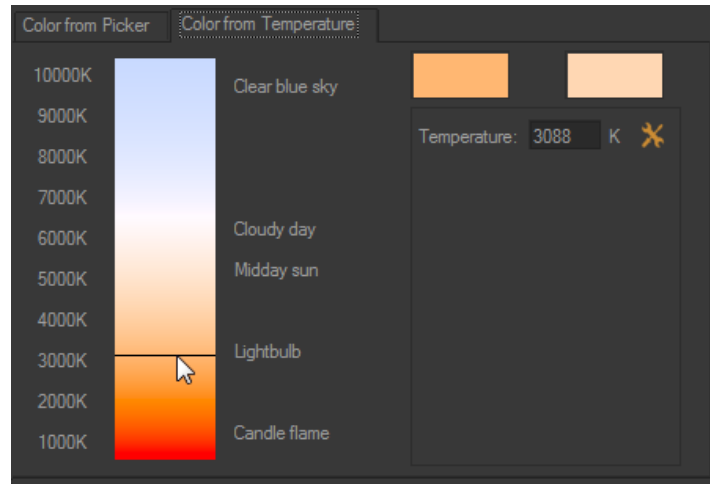 Color from Picker
Color from Temperature
10000K
Clear blue sky
9000K
Temperature: 3088 K
8000K
7000K
6000K
Cloudy day
5000K
Midday sun
4000K
3000K
Lightbulb
2000K
1000K
Candle flame